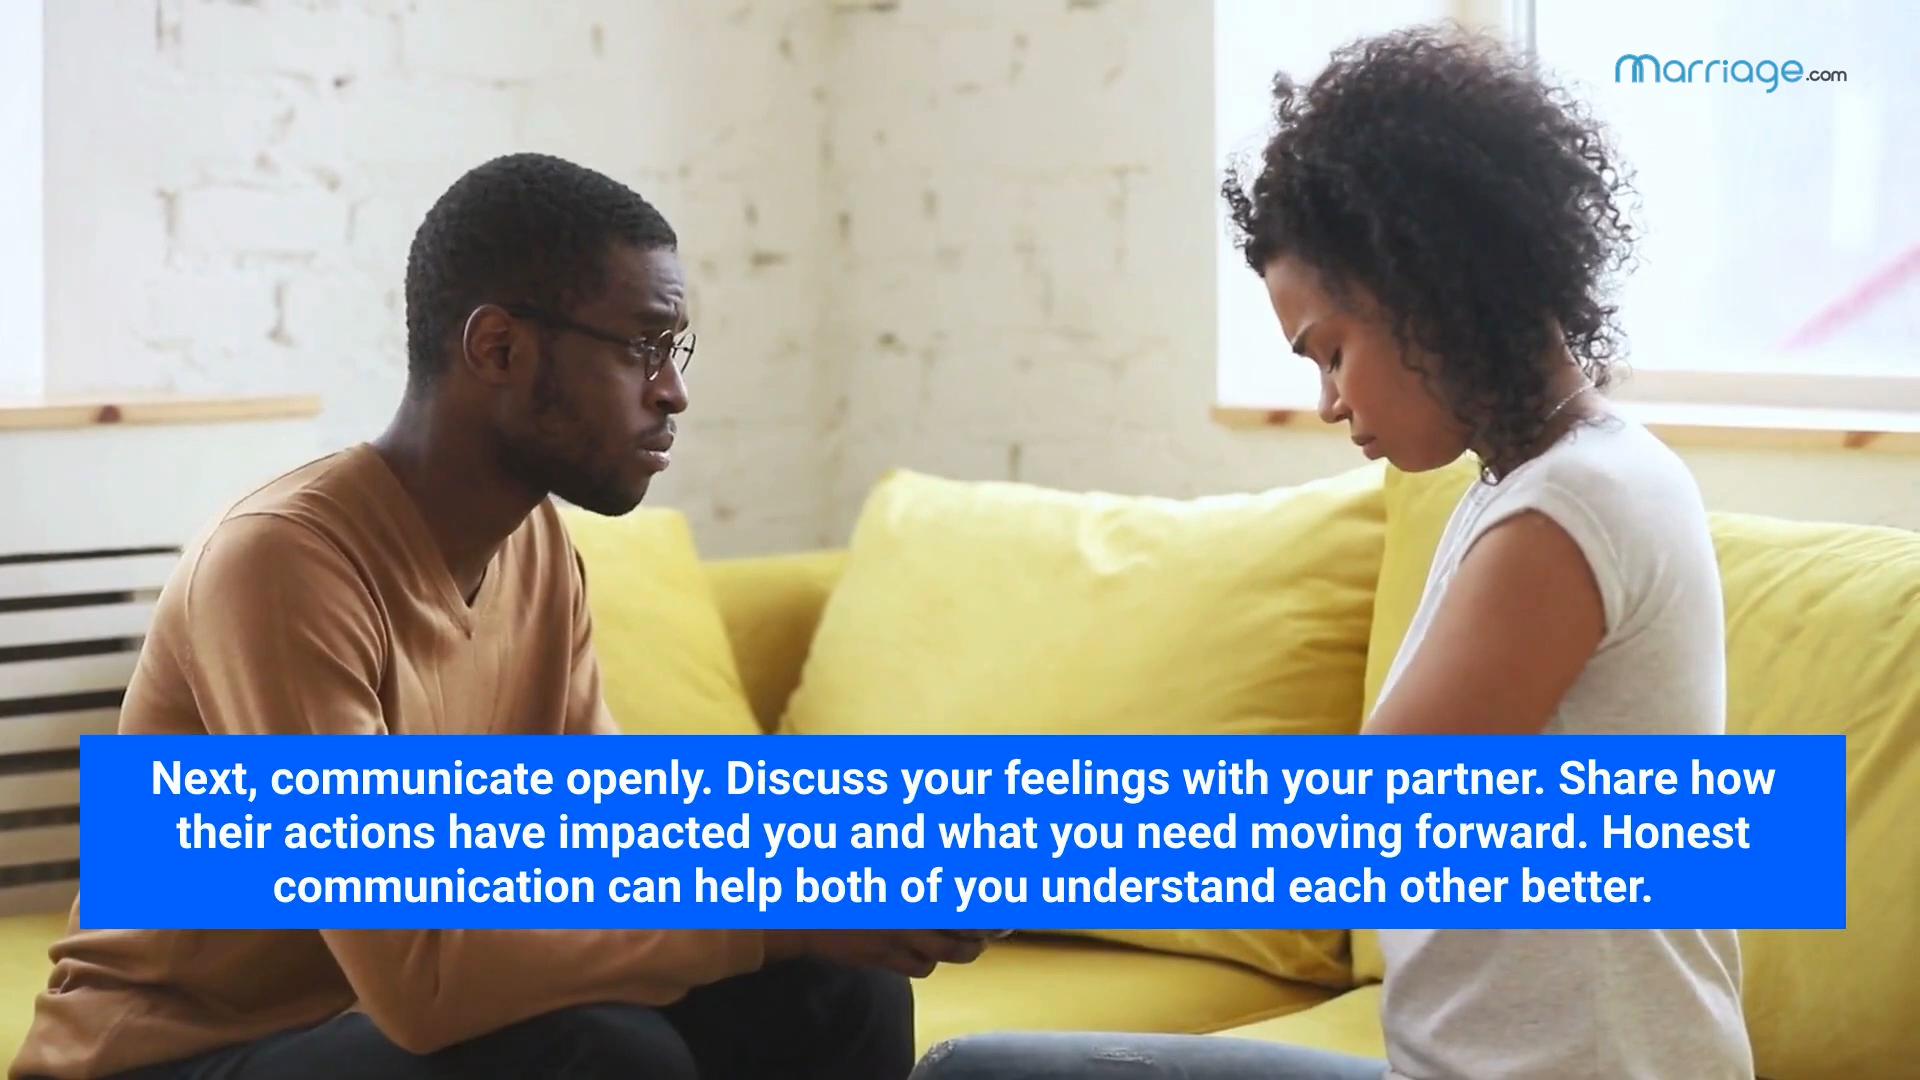 marriage.com
Next, communicate openly. Discuss your feelings with your partner. Share how
their actions have impacted you and what you need moving forward. Honest
communication can help both of you understand each other better.